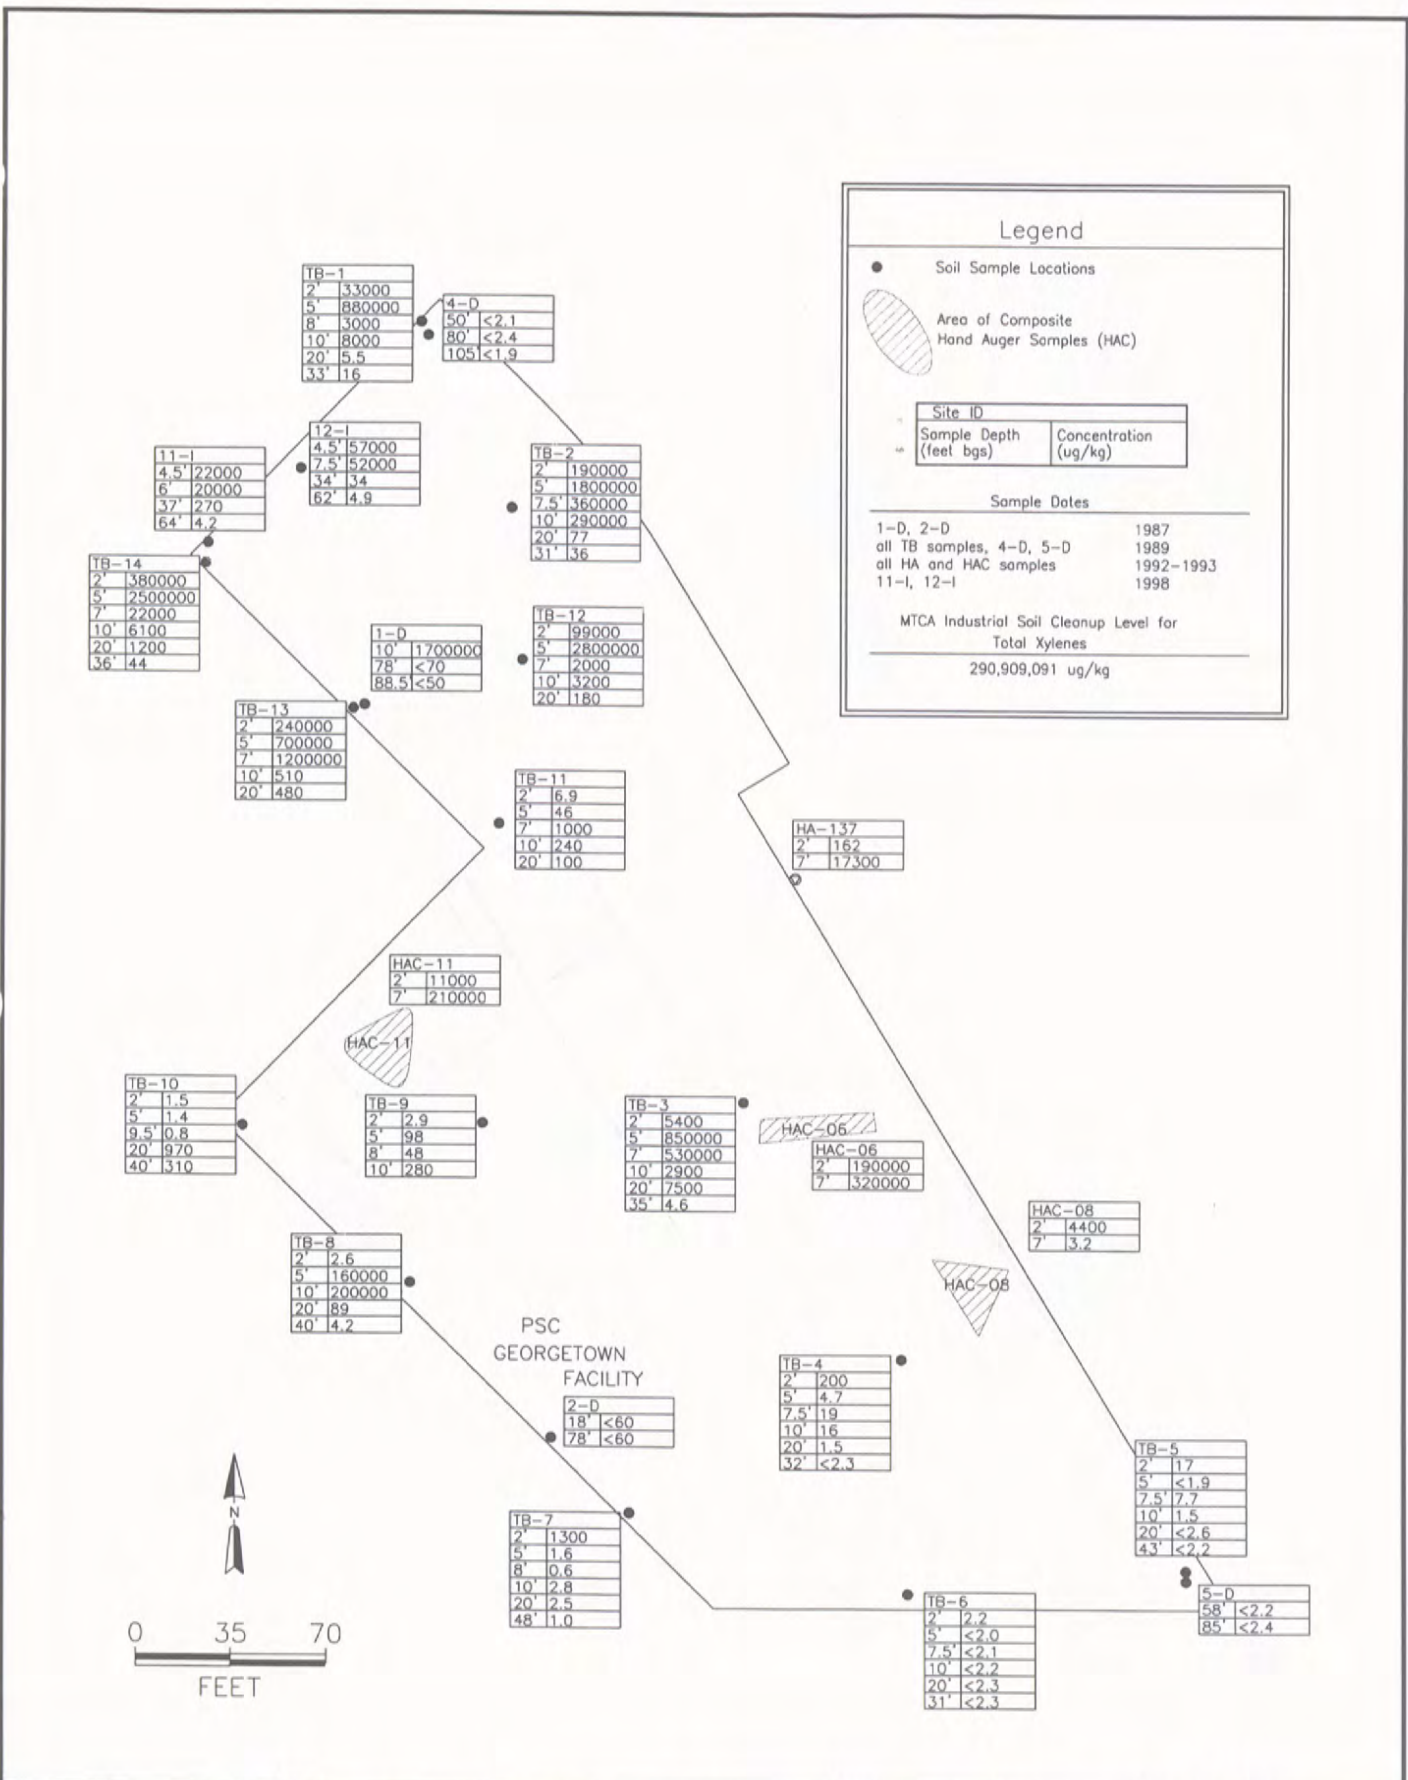 Legend
Soil Sample Locations
Area of Composite
Hand Auger Samples (HAC)
Site ID
Sample Depth
(feet bgs)
Concentration
(ug/kg)
Sample Dates
1-D, 2-D 1987
all TB samples, 4-D, 5-D 1989
all HA and HAC samples 1992-1993
11-I, 12-I 1998
MTCA Industrial Soil Cleanup Level for
Total Xylenes
290,909,091 ug/kg
TB-1
2' 33000
5' 880000
8' 3000
10' 8000
20' 5.5
33' 16
4-D
50' <2.1
80' <2.4
105' <1.9
12-I
4.5' 57000
7.5' 52000
34' 34
62' 4.9
11-I
4.5' 22000
6' 20000
37' 270
64' 4.2
TB-2
2' 190000
5' 1800000
7.5' 360000
10' 290000
20' 77
31' 36
TB-14
2' 380000
5' 2500000
7' 22000
10' 6100
20' 1200
36' 44
1-D
10' 1700000
78' <70
88.5' <50
TB-12
2' 99000
5' 2800000
7' 2000
10' 3200
20' 180
TB-13
2' 240000
5' 700000
7' 1200000
10' 510
20' 480
TB-11
2' 6.9
5' 46
7' 1000
10' 240
20' 100
HA-137
2' 162
7' 17300
HAC-11
2' 11000
7' 210000
HAC-11
TB-10
2' 1.5
5' 1.4
9.5' 0.8
20' 970
40' 310
TB-9
2' 2.9
5' 98
8' 48
10' 280
TB-3
2' 5400
5' 850000
7' 530000
10' 2900
20' 7500
35' 4.6
HAC-06
HAC-06
2' 190000
7' 320000
HAC-08
2' 4400
7' 3.2
HAC-08
TB-8
2' 2.6
5' 160000
10' 200000
20' 89
40' 4.2
PSC
GEORGETOWN
FACILITY
2-D
18' <60
78' <60
TB-4
2' 200
5' 4.7
7.5' 19
10' 16
20' 1.5
32' <2.3
TB-5
2' 17
5' <1.9
7.5' 7.7
10' 1.5
20' <2.6
43' <2.2
TB-7
2' 1300
5' 1.6
8' 0.6
10' 2.8
20' 2.5
48' 1.0
5-D
58' <2.2
85' <2.4
TB-6
2' 2.2
5' <2.0
7.5' <2.1
10' <2.2
20' <2.3
31' <2.3
N
0 35 70
FEET